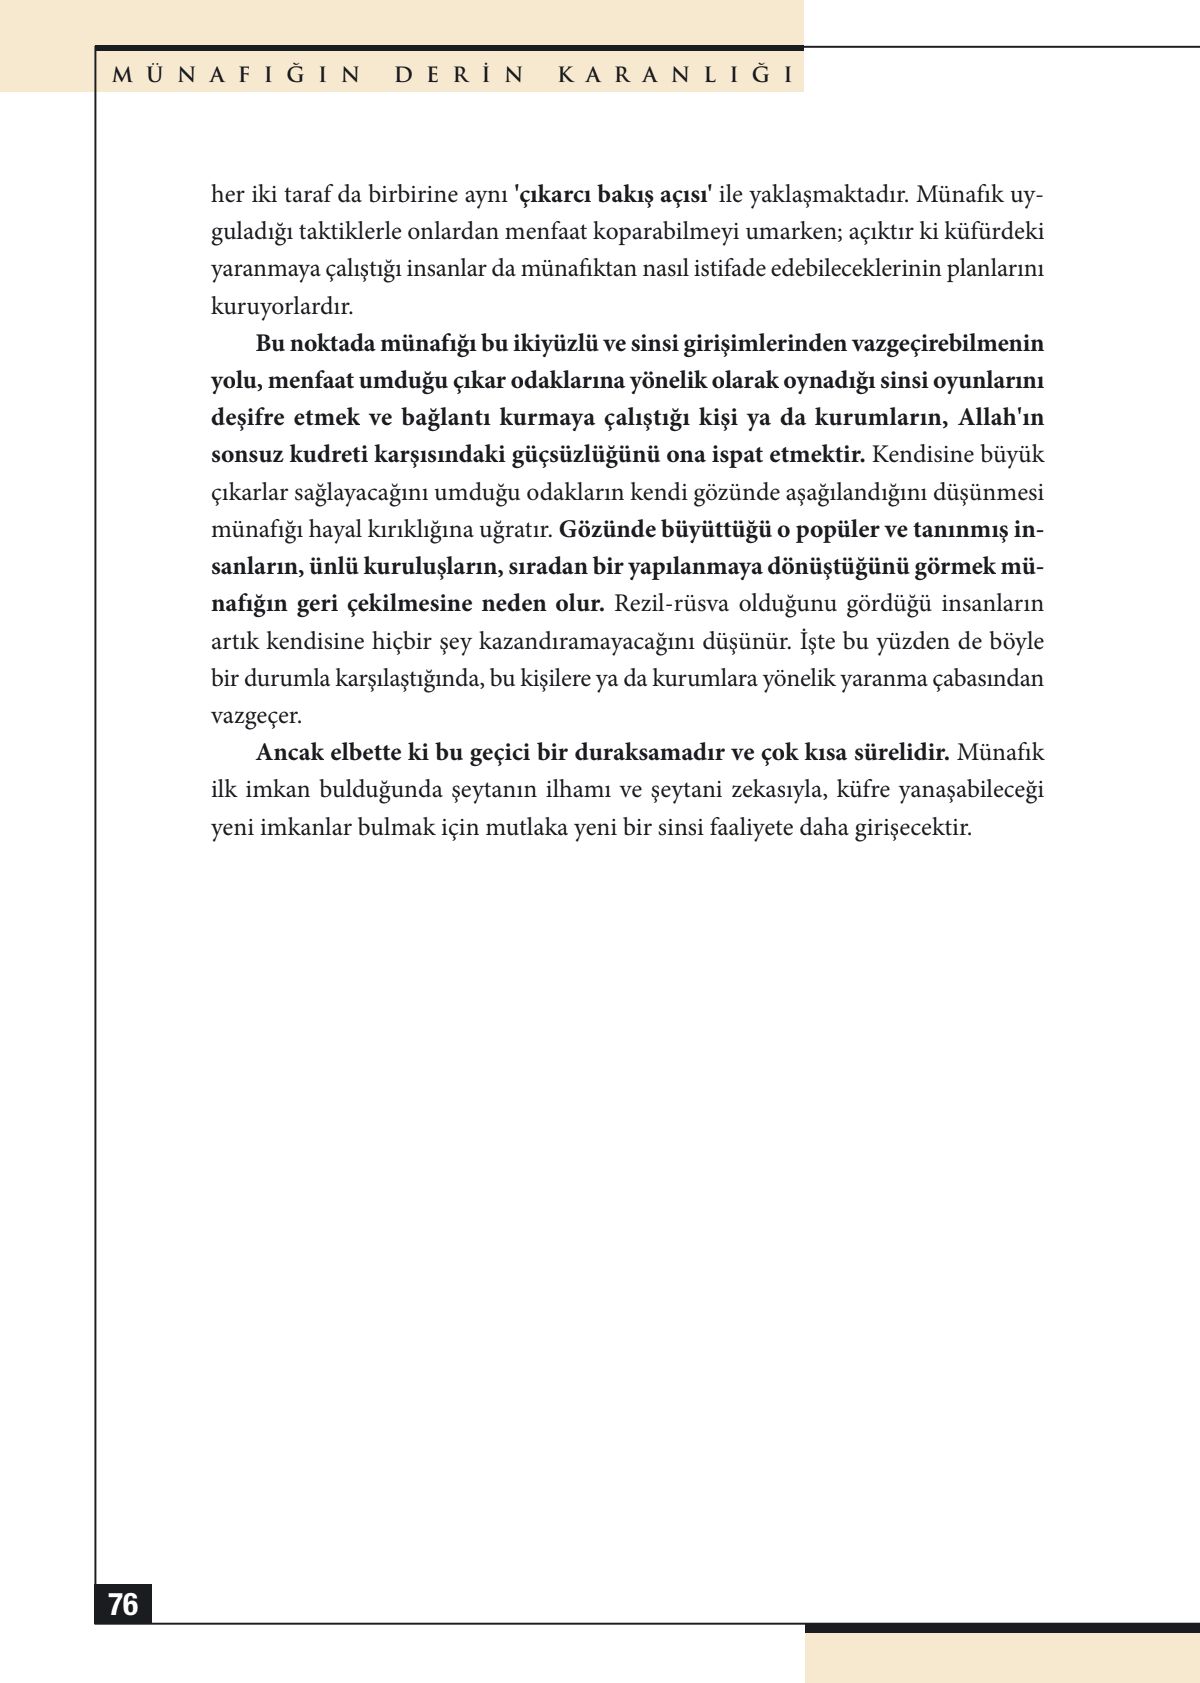 MÜNAFIĞIN DERİN KARANLIĞI
her iki taraf da birbirine aynı 'çıkarcı bakış açısı' ile yaklaşmaktadır. Münafık uy-
guladığı taktiklerle onlardan menfaat koparabilmeyi umarken; açıktır ki küfürdeki
yaranmaya çalıştığı insanlar da münafıktan nasıl istifade edebileceklerinin planlarını
kuruyorlardır.
Bu noktada münafığı bu ikiyüzlü ve sinsi girişimlerinden vazgeçirebilmenin
yolu, menfaat umduğu çıkar odaklarına yönelik olarak oynadığı sinsi oyunlarını
deşifre etmek ve bağlantı kurmaya çalıştığı kişi ya da kurumların, Allah'ın
sonsuz kudreti karşısındaki güçsüzlüğünü ona ispat etmektir. Kendisine büyük
çıkarlar sağlayacağını umduğu odakların kendi gözünde aşağılandığını düşünmesi
münafığı hayal kırıklığına uğratır. Gözünde büyüttüğü o popüler ve tanınmış in-
sanların, ünlü kuruluşların, sıradan bir yapılanmaya dönüştüğünü görmek mü-
nafığın geri çekilmesine neden olur. Rezil-rüsva olduğunu gördüğü insanların
artık kendisine hiçbir şey kazandıramayacağını düşünür. İşte bu yüzden de böyle
bir durumla karşılaştığında, bu kişilere ya da kurumlara yönelik yaranma çabasından
vazgeçer.
Ancak elbette ki bu geçici bir duraksamadır ve çok kısa sürelidir. Münafık
ilk imkan bulduğunda şeytanın ilhamı ve şeytani zekasıyla, küfre yanaşabileceği
yeni imkanlar bulmak için mutlaka yeni bir sinsi faaliyete daha girişecektir.
76